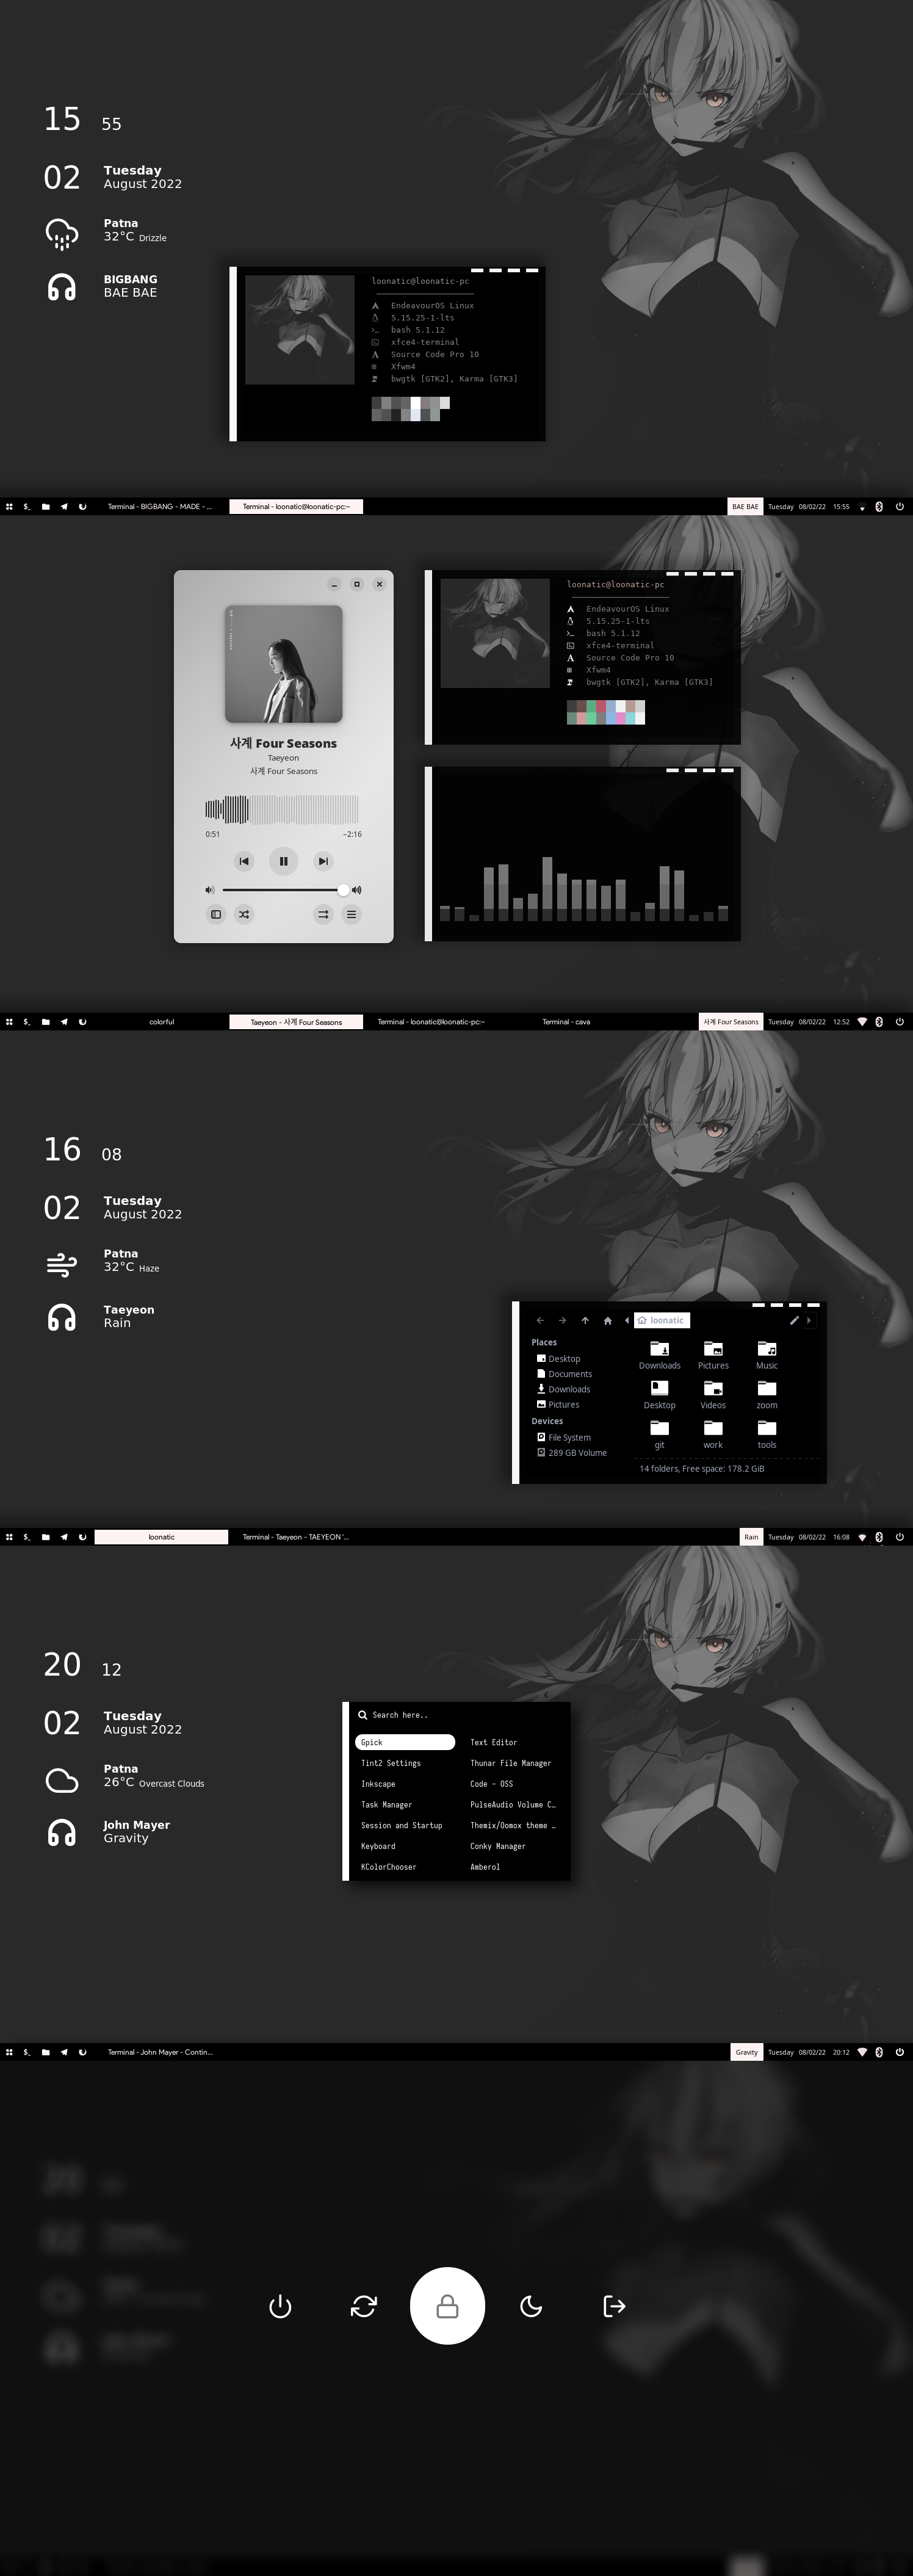 15 55
02 Tuesday
August 2022
Patna
32°C Drizzle
BIGBANG
BAE BAE
loonatic@loonatic-pc
EndeavourOS Linux
5.15.25-1-lts
bash 5.1.12
xfce4-terminal
Source Code Pro 10
Xfwm4
bwgtk [GTK2], Karma [GTK3]
$_ Terminal - BIGBANG - MADE - ... Terminal - loonatic@loonatic-pc:~ BAE BAE Tuesday 08/02/22 15:55
사계 Four Seasons
Taeyeon
사계 Four Seasons
0:51 −2:16
loonatic@loonatic-pc
EndeavourOS Linux
5.15.25-1-lts
bash 5.1.12
xfce4-terminal
Source Code Pro 10
Xfwm4
bwgtk [GTK2], Karma [GTK3]
$_ colorful Taeyeon - 사계 Four Seasons Terminal - loonatic@loonatic-pc:~ Terminal - cava 사계 Four Seasons Tuesday 08/02/22 12:52
16 08
02 Tuesday
August 2022
Patna
32°C Haze
Taeyeon
Rain
loonatic
Places
Desktop
Documents
Downloads
Pictures
Devices
File System
289 GB Volume
Downloads Pictures Music
Desktop Videos zoom
git work tools
14 folders, Free space: 178.2 GiB
$_ loonatic Terminal - Taeyeon - TAEYEON '... Rain Tuesday 08/02/22 16:08
20 12
02 Tuesday
August 2022
Patna
26°C Overcast Clouds
John Mayer
Gravity
Search here..
Gpick Text Editor
Tint2 Settings Thunar File Manager
Inkscape Code - OSS
Task Manager PulseAudio Volume C…
Session and Startup Themix/Oomox theme …
Keyboard Conky Manager
KColorChooser Amberol
$_ Terminal - John Mayer - Contin... Gravity Tuesday 08/02/22 20:12